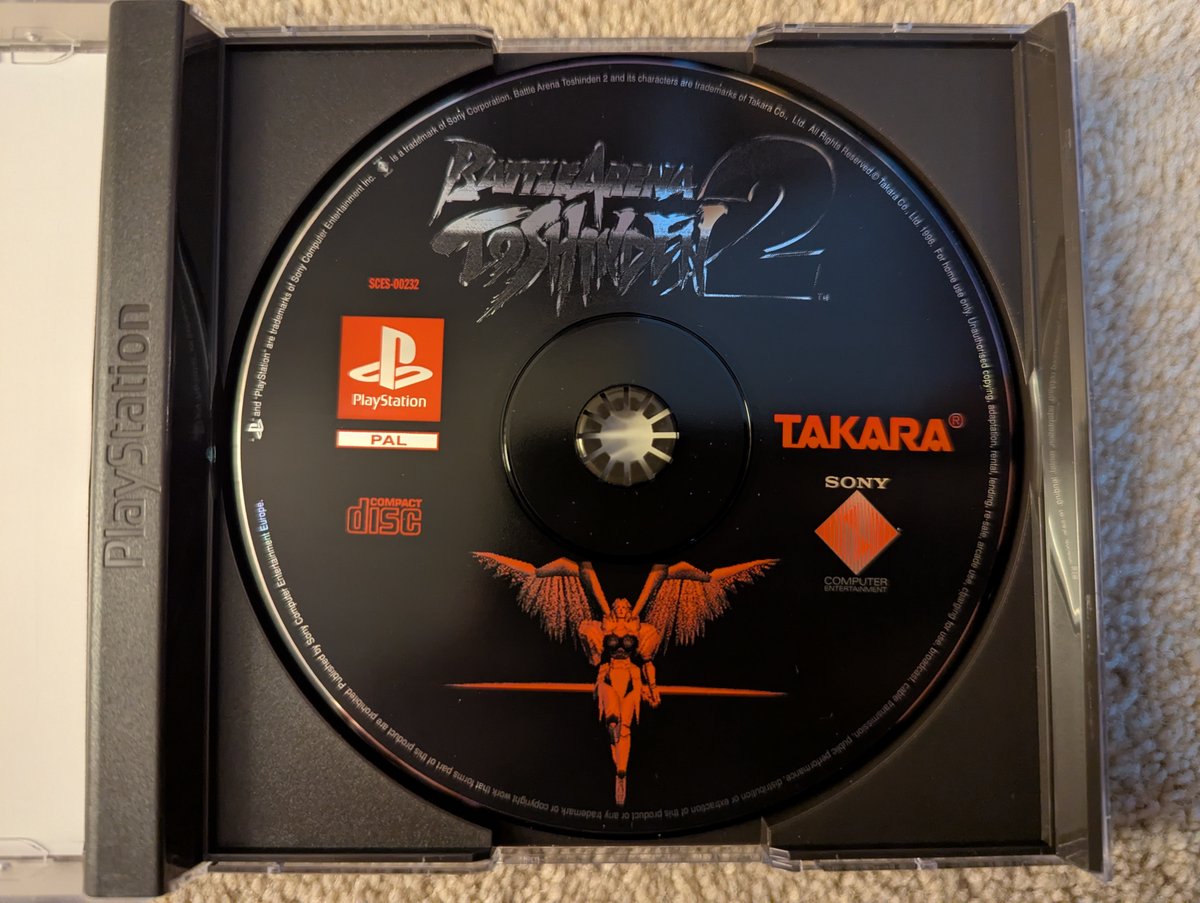 PlayStation
BATTLE ARENA
TOSHINDEN 2
TM
SCES-00232
PlayStation
PAL
COMPACT
disc
TAKARA®
SONY
COMPUTER
ENTERTAINMENT
and "PlayStation" are trademarks of Sony Computer Entertainment Inc. is a trademark of Sony Corporation. Battle Arena Toshinden 2 and its characters are trademarks of Takara Co., Ltd. All Rights Reserved.© Takara Co., Ltd. 1996. For home use only. Unauthorised copying, adaptation, rental, lending, re-sale, arcade use, charging for use, broadcast, cable transmission, public performance, distribution or extraction of this product or any trademark or copyright work that forms part of this product are prohibited. Published by Sony Computer Entertainment Europe.